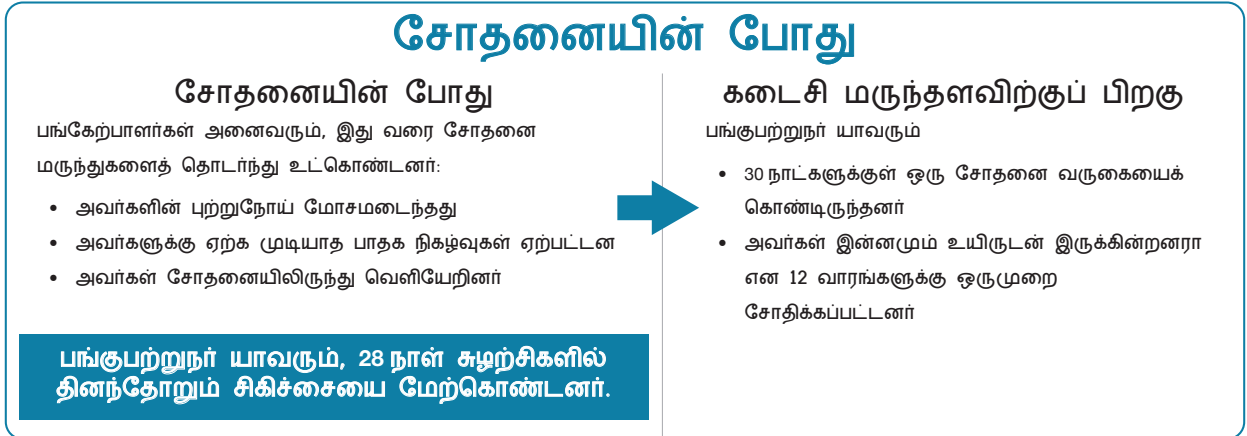 சோதனையின் போது
சோதனையின் போது
பங்கேற்பாளர்கள் அனைவரும், இது வரை சோதனை
மருந்துகளைத் தொடர்ந்து உட்கொண்டனர்:
• அவர்களின் புற்றுநோய் மோசமடைந்தது
• அவர்களுக்கு ஏற்க முடியாத பாதக நிகழ்வுகள் ஏற்பட்டன
• அவர்கள் சோதனையிலிருந்து வெளியேறினர்
பங்குபற்றுநர் யாவரும், 28 நாள் சுழற்சிகளில்
தினந்தோறும் சிகிச்சையை மேற்கொண்டனர்.
கடைசி மருந்தளவிற்குப் பிறகு
பங்குபற்றுநர் யாவரும்
• 30 நாட்களுக்குள் ஒரு சோதனை வருகையைக்
கொண்டிருந்தனர்
• அவர்கள் இன்னமும் உயிருடன் இருக்கின்றனரா
என 12 வாரங்களுக்கு ஒருமுறை
சோதிக்கப்பட்டனர்